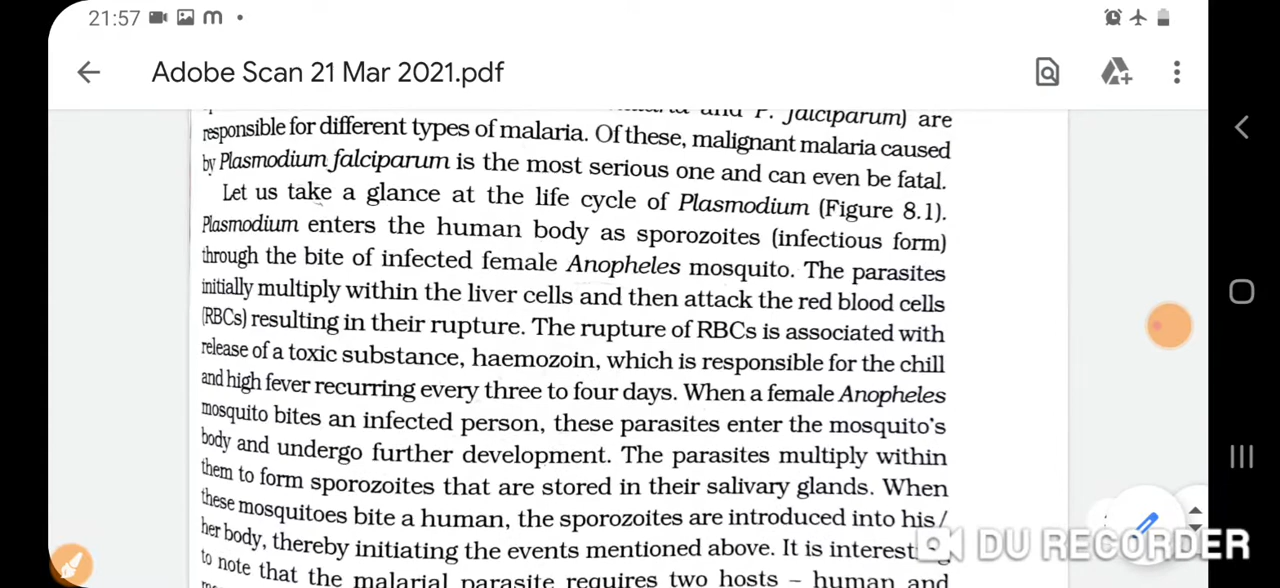 21:57
Adobe Scan 21 Mar 2021.pdf
and P. falciparum) are
responsible for different types of malaria. Of these, malignant malaria caused
by Plasmodium falciparum is the most serious one and can even be fatal.
Let us take a glance at the life cycle of Plasmodium (Figure 8.1).
Plasmodium enters the human body as sporozoites (infectious form)
through the bite of infected female Anopheles mosquito. The parasites
initially multiply within the liver cells and then attack the red blood cells
(RBCs) resulting in their rupture. The rupture of RBCs is associated with
release of a toxic substance, haemozoin, which is responsible for the chill
and high fever recurring every three to four days. When a female Anopheles
mosquito bites an infected person, these parasites enter the mosquito's
body and undergo further development. The parasites multiply within
them to form sporozoites that are stored in their salivary glands. When
these mosquitoes bite a human, the sporozoites are introduced into his/
her body, thereby initiating the events mentioned above. It is
to note that the malarial parasite requires two hosts – human and
DU RECORDER